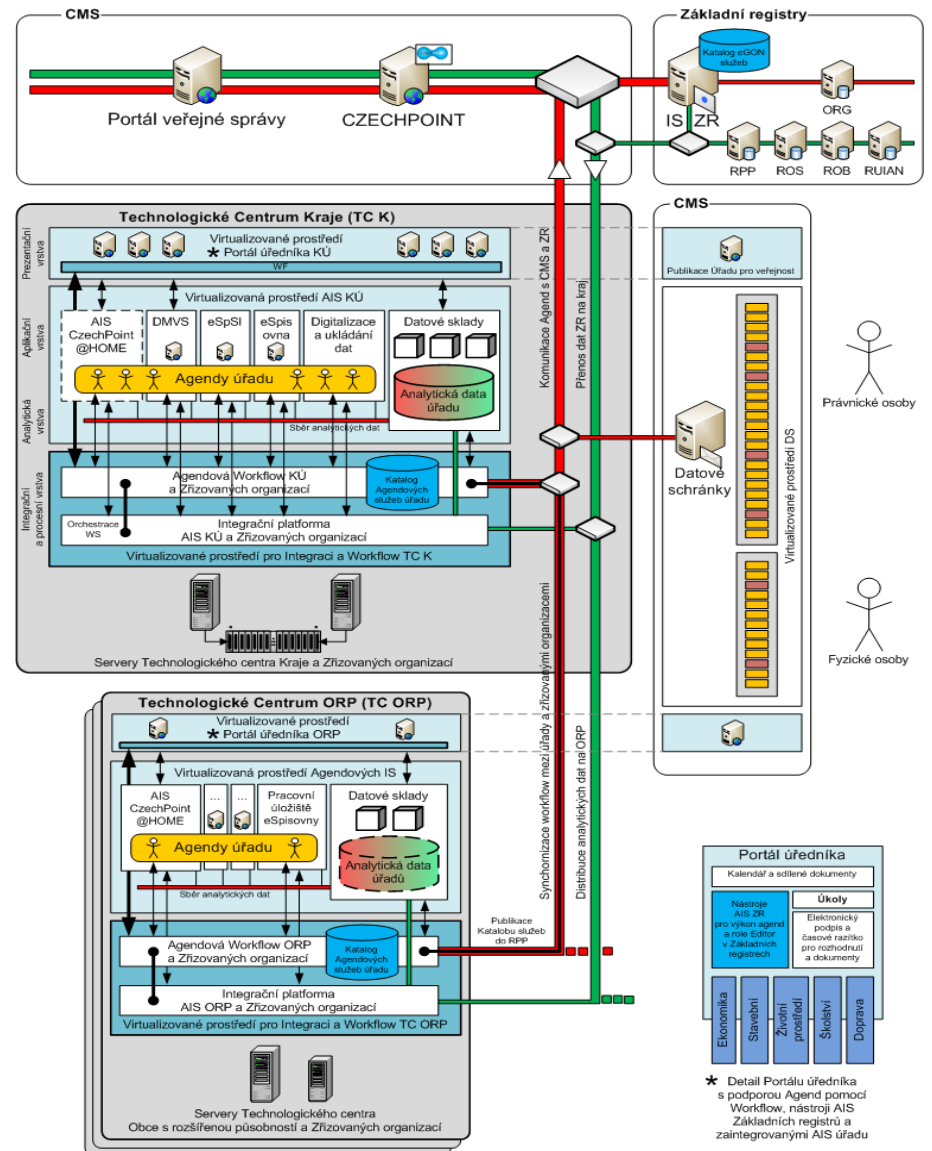 CMS
Portál veřejné správy
CZECHPOINT
Základní registry
Katalog eGON
služeb
IS ZR
ORG
RPP
ROS
ROB
RUIAN
Technologické Centrum Kraje (TC K)
Prezentační
vrstva
Virtualizované prostředí
* Portál úředníka KÚ
WF
Aplikační
vrstva
Virtualizovaná prostředí AIS KÚ
AIS
CzechPoint
@HOME
DMVS
eSpSl
eSpis
ovna
Digitalizace
a ukládání
dat
Datové sklady
Agendy úřadu
Analytická data
úřadu
Analytická
vrstva
Sběr analytických dat
Integrační
a procesní vrstva
Agendová Workflow KÚ
a Zřizovaných organizací
Katalog
Agendových
služeb úřadu
Orchestrace
WS
Integrační platforma
AIS KÚ a Zřizovaných organizací
Virtualizované prostředí pro Integraci a Workflow TC K
Servery Technologického centra Kraje a Zřizovaných organizací
Komunikace Agend s CMS a ZR
Přenos dat ZR na kraj
Synchornizace workflow mezi úřady a zřizovanými organizacemi
Distribuce analytických dat na ORP
CMS
Publikace Úřadu pro veřejnost
Datové
schránky
Virtualizované prostředí DS
Právnické osoby
Fyzické osoby
Technologické Centrum ORP (TC ORP)
Virtualizované prostředí
* Portál úředníka ORP
Virtualizovaná prostředí Agendových IS
AIS
CzechPoint
@HOME
...
...
Pracovní
úložiště
eSpisovny
Datové sklady
Agendy úřadu
Analytická data
úřadů
Sběr analytických dat
Agendová Workflow ORP
a Zřizovaných organizací
Katalog
Agendových
služeb úřadu
Publikace
Katalobu služeb
do RPP
Integrační platforma
AIS ORP a Zřizovaných organizací
Virtualizované prostředí pro Integraci a Workflow TC ORP
Servery Technologického centra
Obce s rozšířenou působností a Zřizovaných organizací
Portál úředníka
Kalendář a sdílené dokumenty
Nástroje
AIS ZR
pro výkon agend
a role Editor
v Základních
registrech
Úkoly
Elektronický
podpis a
časové razítko
pro rozhodnutí
a dokumenty
Ekonomika
Stavební
Životní
prostředí
Školství
Doprava
* Detail Portálu úředníka
s podporou Agend pomocí
Workflow, nástroji AIS
Základních registrů a
zaintegrovanými AIS úřadu